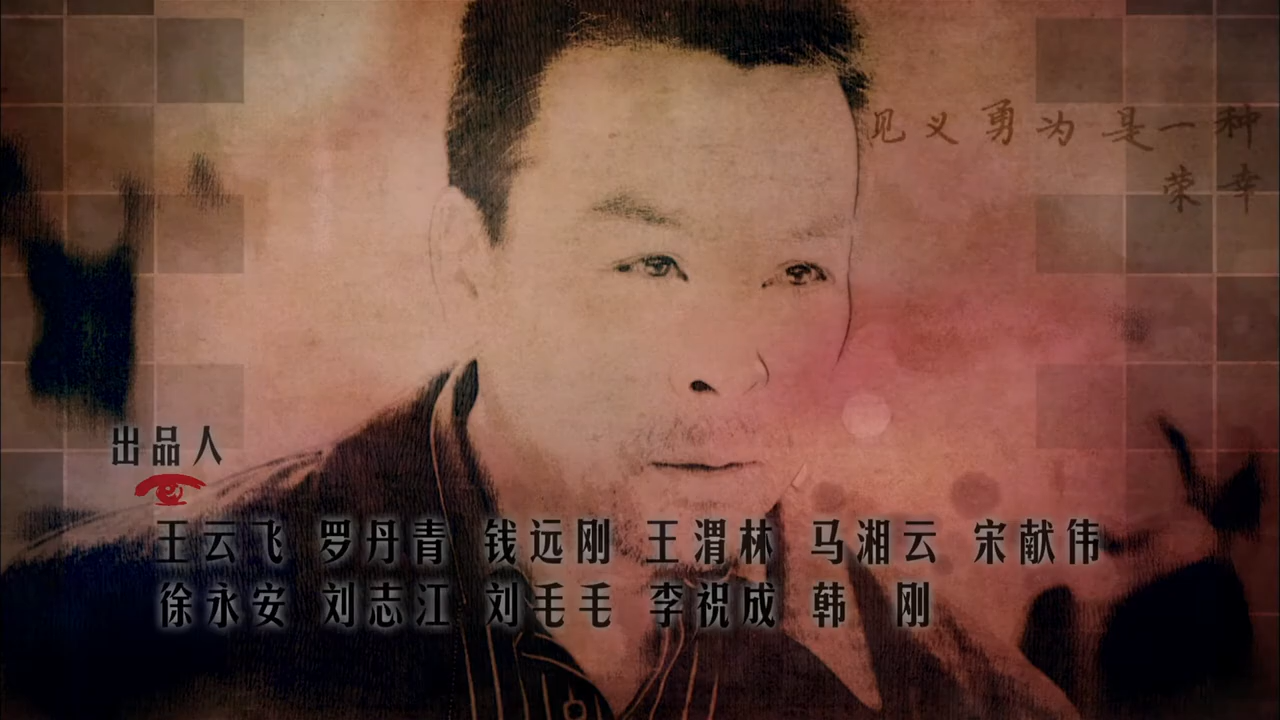 见义勇为是一种
荣幸
出品人
王云飞 罗丹青 钱远刚 王渭林 马湘云 宋献伟
徐永安 刘志江 刘毛毛 李祝成 韩 刚